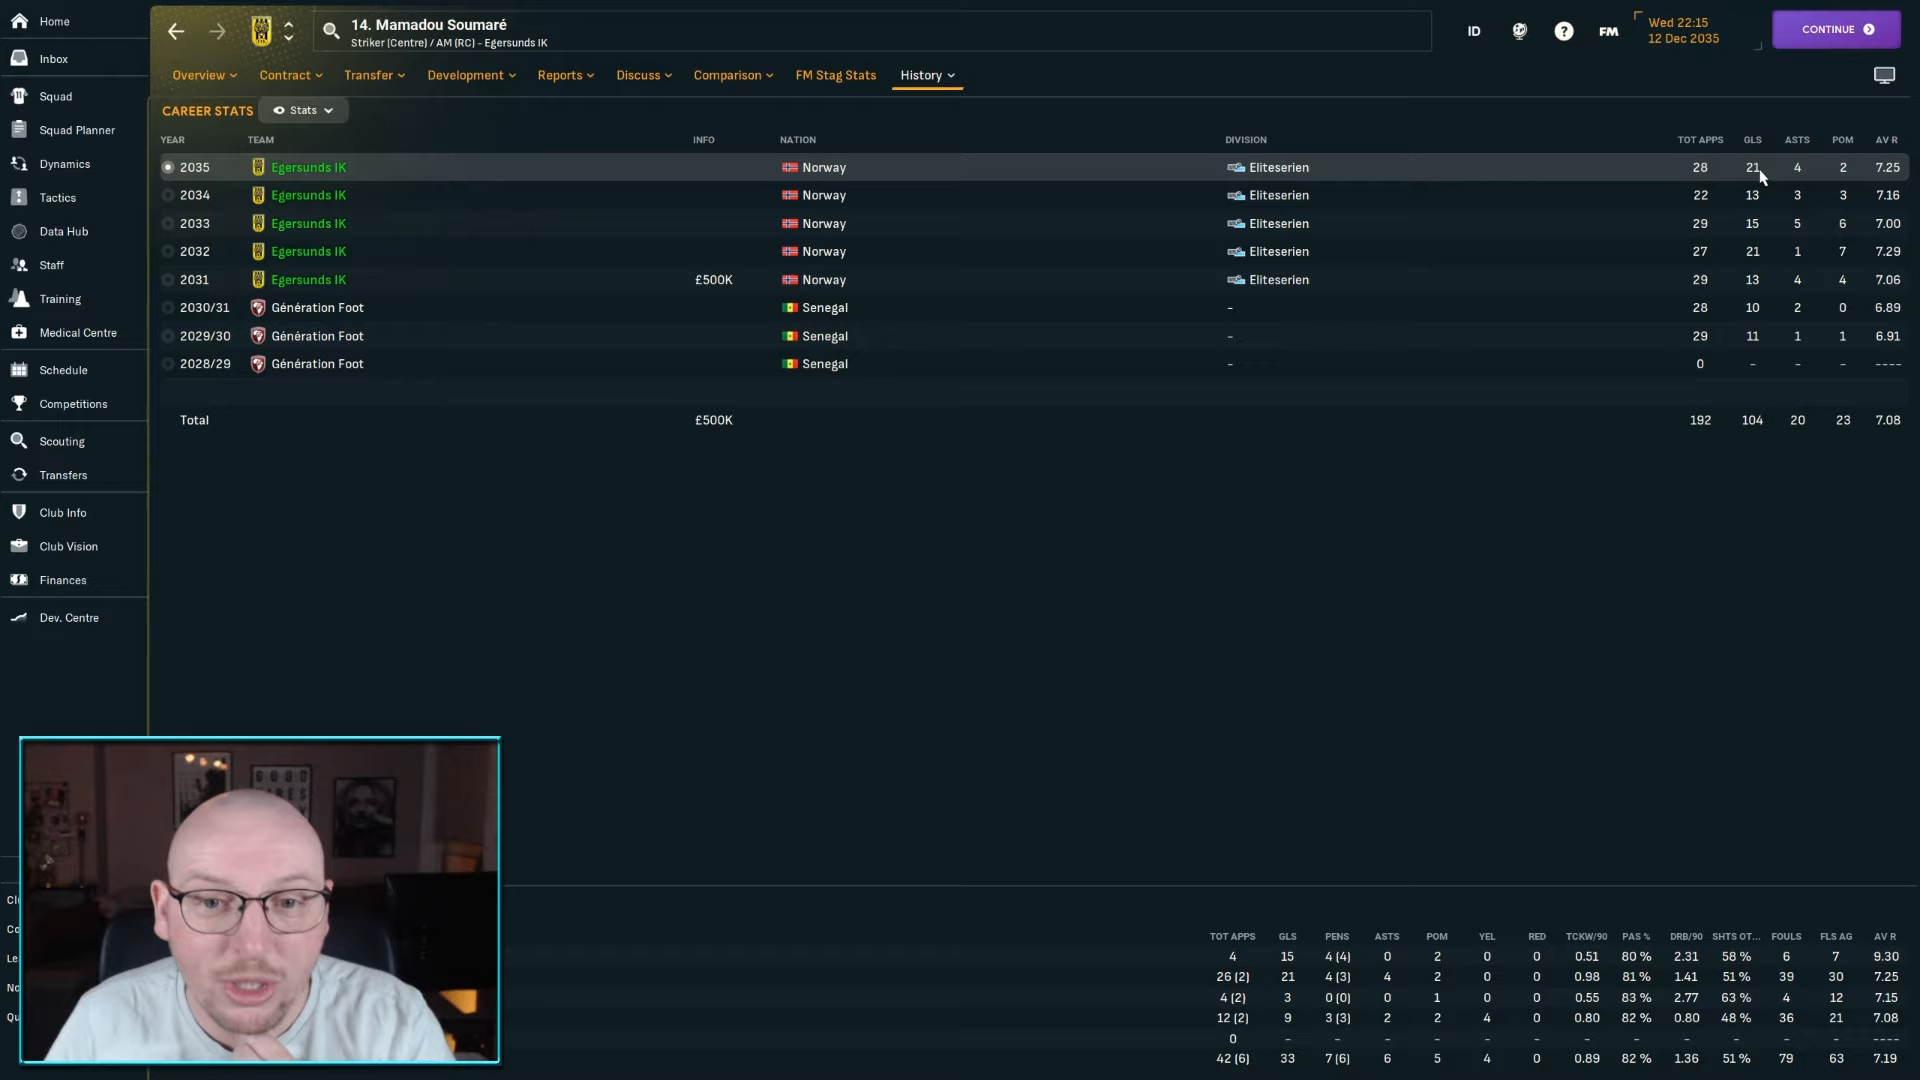 Home
Inbox
Squad
Squad Planner
Dynamics
Tactics
Data Hub
Staff
Training
Medical Centre
Schedule
Competitions
Scouting
Transfers
Club Info
Club Vision
Finances
Dev. Centre
14. Mamadou Soumaré
Striker (Centre) / AM (RC) - Egersunds IK
ID
?
FM
Wed 22:15
12 Dec 2035
CONTINUE
Overview Contract Transfer Development Reports Discuss Comparison FM Stag Stats History
CAREER STATS Stats
YEAR TEAM INFO NATION DIVISION TOT APPS GLS ASTS POM AV R
2035 Egersunds IK Norway Eliteserien 28 21 4 2 7.25
2034 Egersunds IK Norway Eliteserien 22 13 3 3 7.16
2033 Egersunds IK Norway Eliteserien 29 15 5 6 7.00
2032 Egersunds IK Norway Eliteserien 27 21 1 7 7.29
2031 Egersunds IK £500K Norway Eliteserien 29 13 4 4 7.06
2030/31 Génération Foot Senegal - 28 10 2 0 6.89
2029/30 Génération Foot Senegal - 29 11 1 1 6.91
2028/29 Génération Foot Senegal - 0 - - - ----
Total £500K 192 104 20 23 7.08
TOT APPS GLS PENS ASTS POM YEL RED TCKW/90 PAS % DRB/90 SHTS OT... FOULS FLS AG AV R
4 15 4 (4) 0 2 0 0 0.51 80 % 2.31 58 % 6 7 9.30
26 (2) 21 4 (3) 4 2 0 0 0.98 81 % 1.41 51 % 39 30 7.25
4 (2) 3 0 (0) 0 1 0 0 0.55 83 % 2.77 63 % 4 12 7.15
12 (2) 9 3 (3) 2 2 4 0 0.80 82 % 0.80 48 % 36 21 7.08
0 - - - - - - - - - - - - ----
42 (6) 33 7 (6) 6 5 4 0 0.89 82 % 1.36 51 % 79 63 7.19